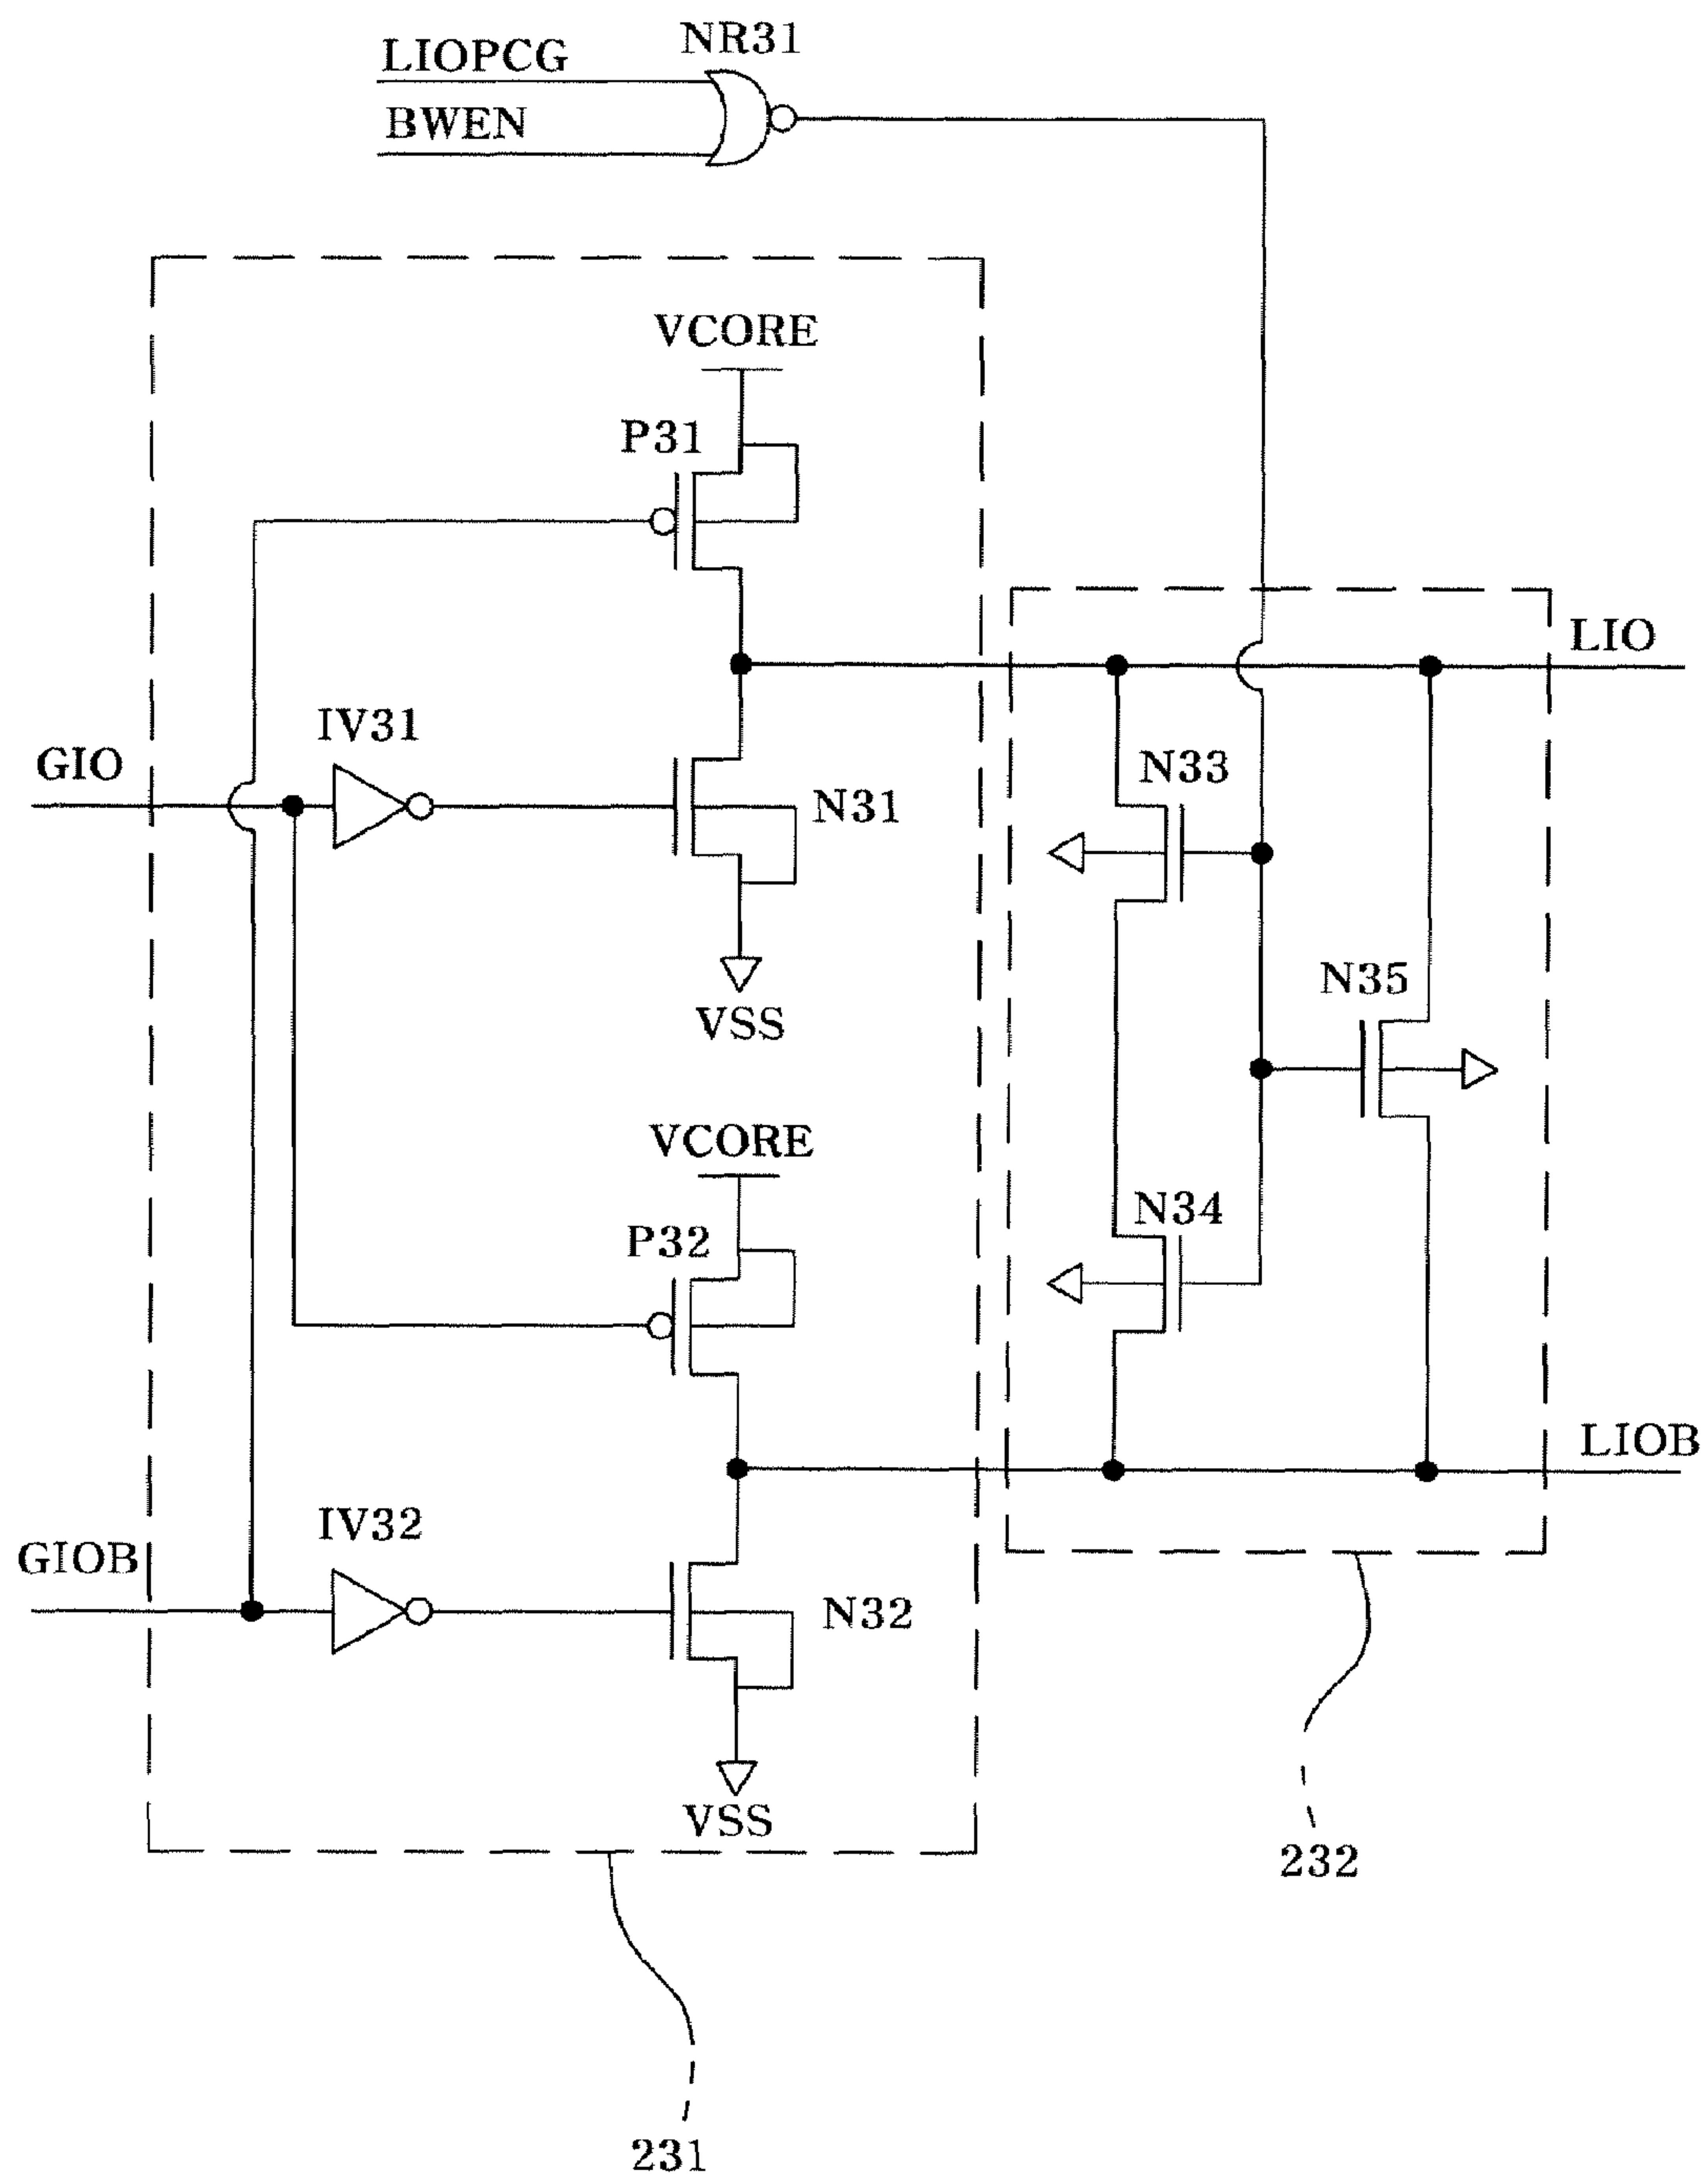 NR31
LIOPCG
BWEN
VCORE
P31
LIO
IV31
GIO
N33
N31
N35
VSS
VCORE
N34
P32
LIOB
IV32
GIOB
N32
VSS
232
231